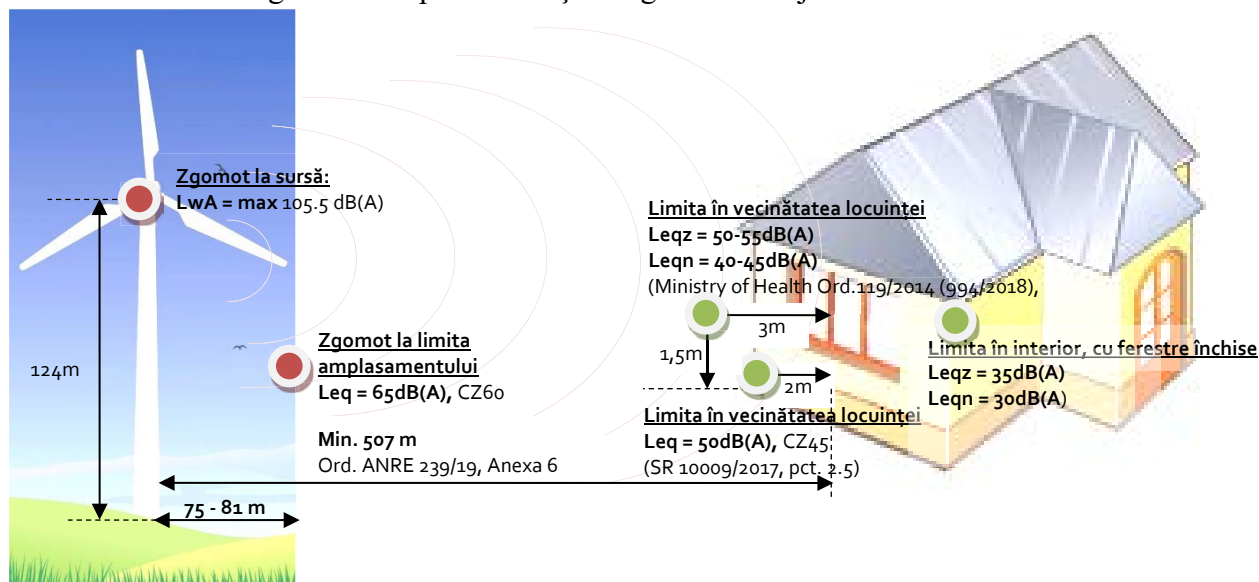 Zgomot la sursă:
LwA = max 105.5 dB(A)
124m
Zgomot la limita
amplasamentului
Leq = 65dB(A), CZ60
Min. 507 m
Ord. ANRE 239/19, Anexa 6
75 - 81 m
Limita în vecinătatea locuinței
Leqz = 50-55dB(A)
Leqn = 40-45dB(A)
(Ministry of Health Ord.119/2014 (994/2018),
3m
1,5m
2m
Limita în vecinătatea locuinței
Leq = 50dB(A), CZ45
(SR 10009/2017, pct. 2.5)
Limita în interior, cu ferestre închise
Leqz = 35dB(A)
Leqn = 30dB(A)